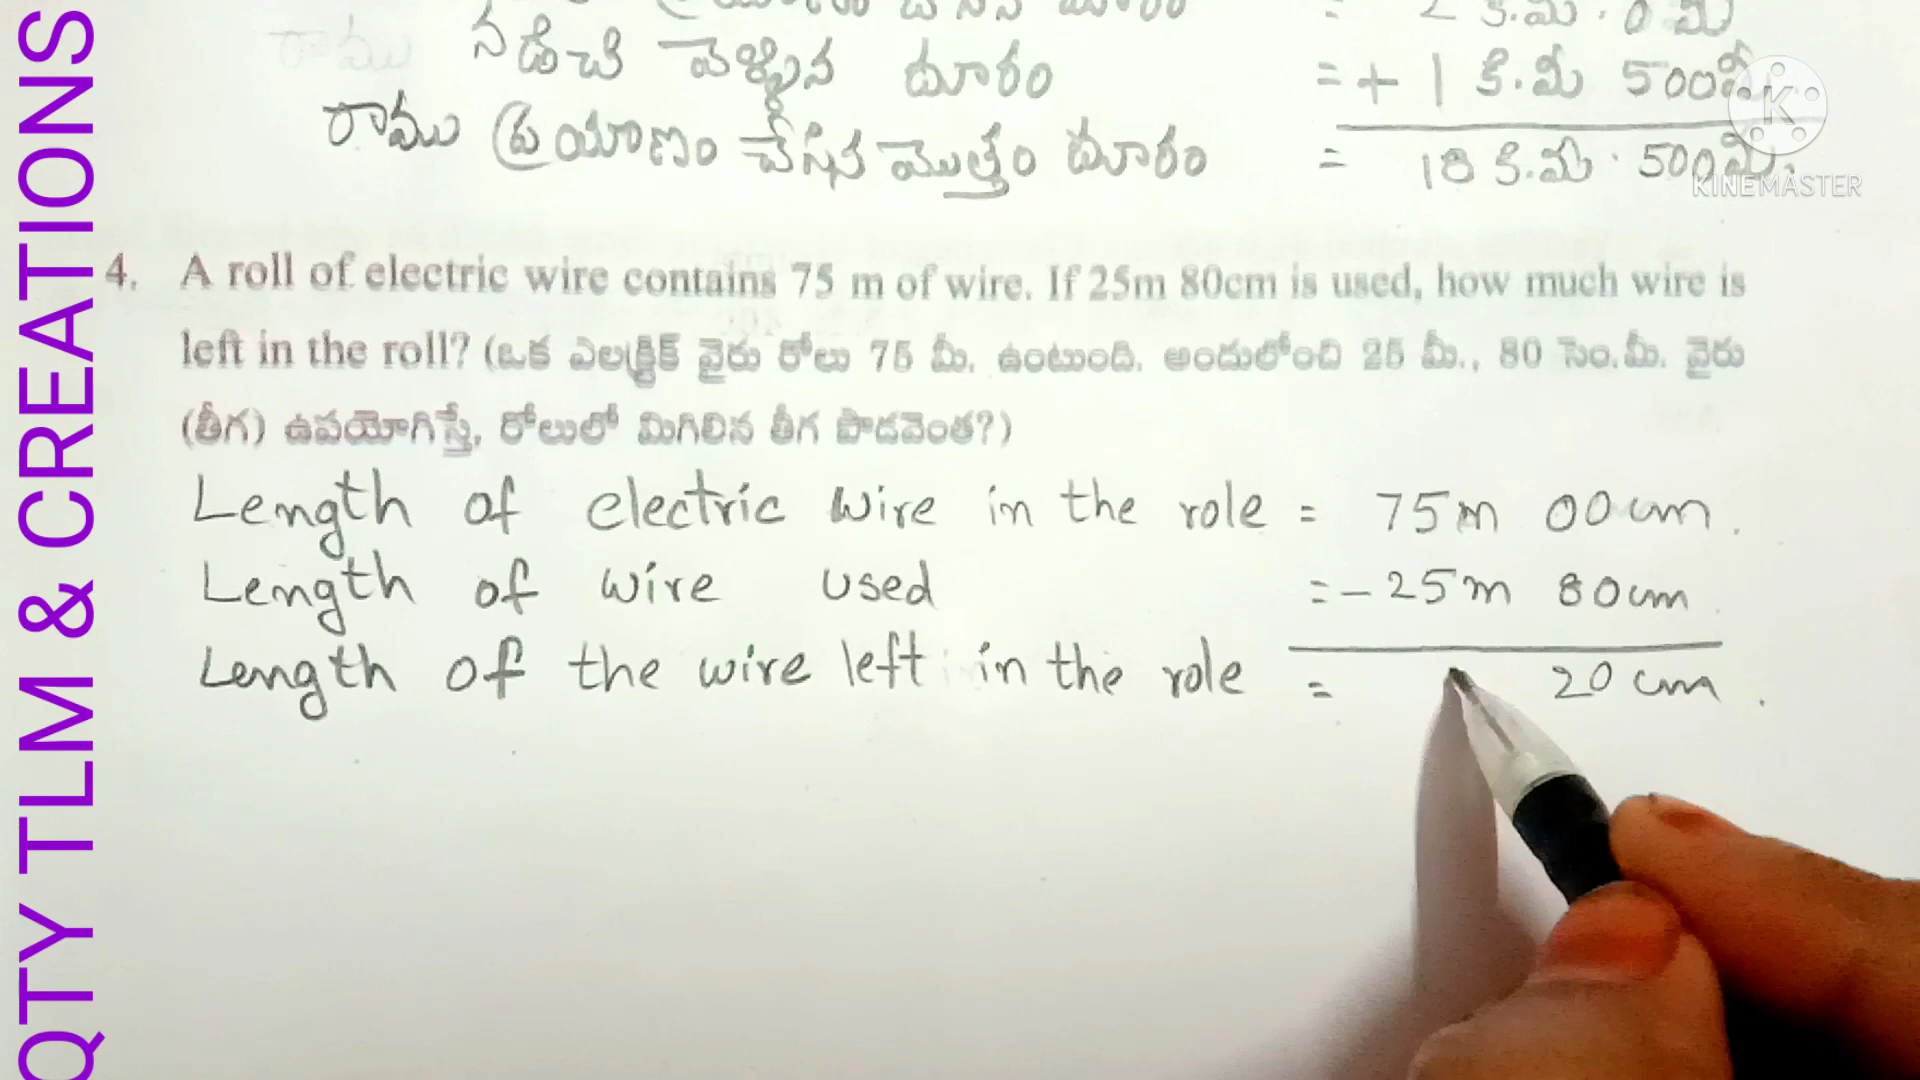 QTY TLM & CREATIONS
నడిచి వెళ్ళిన దూరం = + 1 కి.మీ 500మీ.
రాము ప్రయాణం చేసిన మొత్తం దూరం = 18 కి.మీ. 500మీ.
KINEMASTER
4. A roll of electric wire contains 75 m of wire. If 25m 80cm is used, how much wire is
left in the roll? (ఒక ఎలక్ట్రిక్ వైరు రోలు 75 మీ. ఉంటుంది. అందులోంచి 25 మీ., 80 సెం.మీ. వైరు
(తీగ) ఉపయోగిస్తే, రోలులో మిగిలిన తీగ పొడవెంత?)
Length of electric wire in the role = 75m 00cm.
Length of wire used = - 25m 80cm
Length of the wire left in the role = 20 cm.